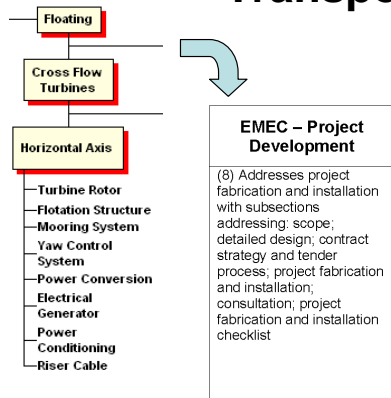 Floating
Cross Flow
Turbines
Horizontal Axis
Turbine Rotor
Flotation Structure
Mooring System
Yaw Control
System
Power Conversion
Electrical
Generator
Power
Conditioning
Riser Cable
EMEC – Project
Development
(8) Addresses project
fabrication and installation
with subsections
addressing: scope;
detailed design; contract
strategy and tender
process; project fabrication
and installation;
consultation; project
fabrication and installation
checklist